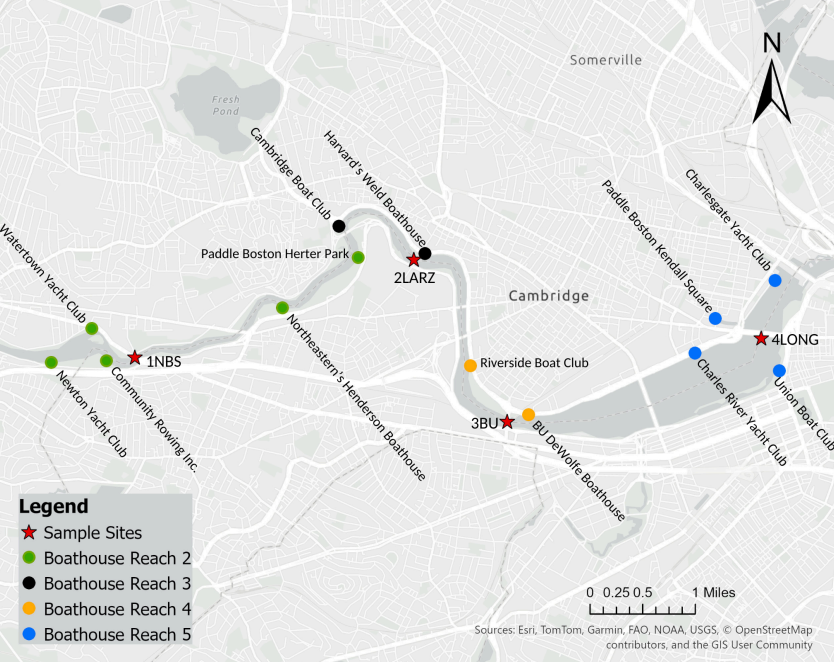 N
Somerville
Fresh
Pond
Cambridge Boat Club
Harvard's Weld Boathouse
Charlesgate Yacht Club
Paddle Boston Kendall Square
Watertown Yacht Club
Paddle Boston Herter Park
2LARZ
Cambridge
4LONG
1NBS
Riverside Boat Club
Newton Yacht Club
Community Rowing Inc.
Northeastern's Henderson Boathouse
3BU
BU DeWolfe Boathouse
Charles River Yacht Club
Union Boat Club
Legend
Sample Sites
Boathouse Reach 2
Boathouse Reach 3
Boathouse Reach 4
Boathouse Reach 5
0 0.25 0.5 1 Miles
Sources: Esri, TomTom, Garmin, FAO, NOAA, USGS, © OpenStreetMap
contributors, and the GIS User Community